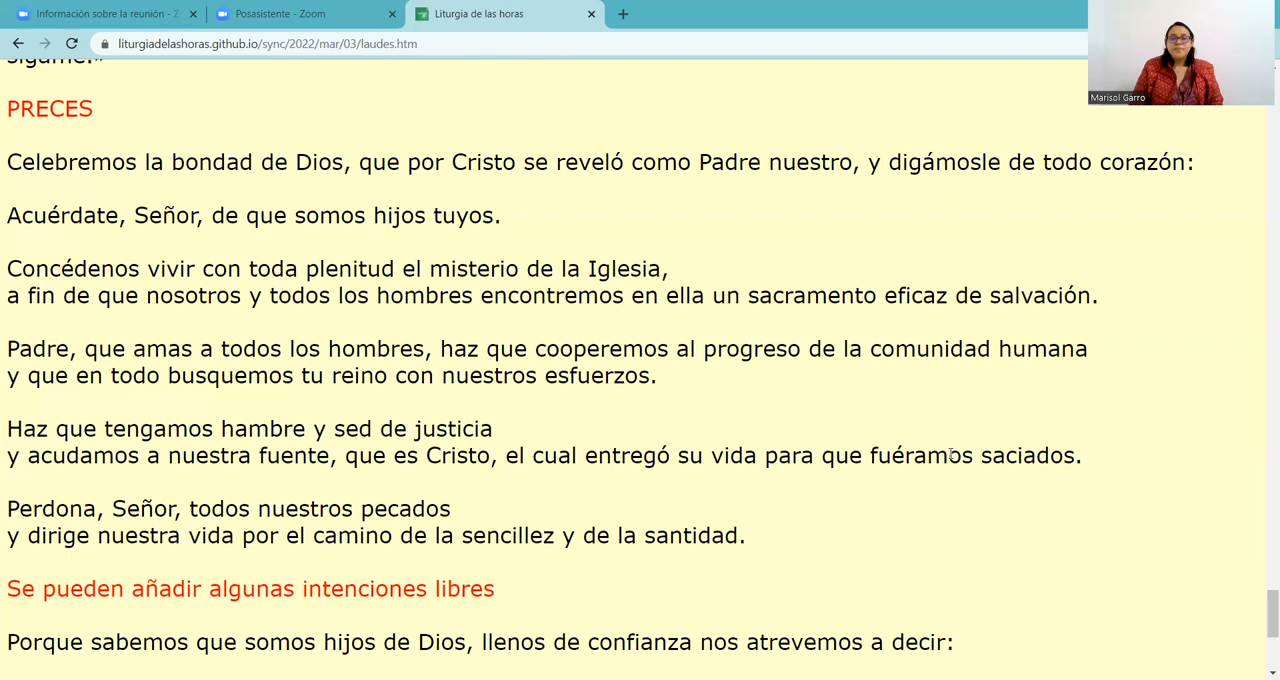 Información sobre la reunión - Z
Posasistente - Zoom
Liturgia de las horas
liturgiadelashoras.github.io/sync/2022/mar/03/laudes.htm
Marisol Garro
sígame.»
PRECES
Celebremos la bondad de Dios, que por Cristo se reveló como Padre nuestro, y digámosle de todo corazón:
Acuérdate, Señor, de que somos hijos tuyos.
Concédenos vivir con toda plenitud el misterio de la Iglesia,
a fin de que nosotros y todos los hombres encontremos en ella un sacramento eficaz de salvación.
Padre, que amas a todos los hombres, haz que cooperemos al progreso de la comunidad humana
y que en todo busquemos tu reino con nuestros esfuerzos.
Haz que tengamos hambre y sed de justicia
y acudamos a nuestra fuente, que es Cristo, el cual entregó su vida para que fuéramos saciados.
Perdona, Señor, todos nuestros pecados
y dirige nuestra vida por el camino de la sencillez y de la santidad.
Se pueden añadir algunas intenciones libres
Porque sabemos que somos hijos de Dios, llenos de confianza nos atrevemos a decir: